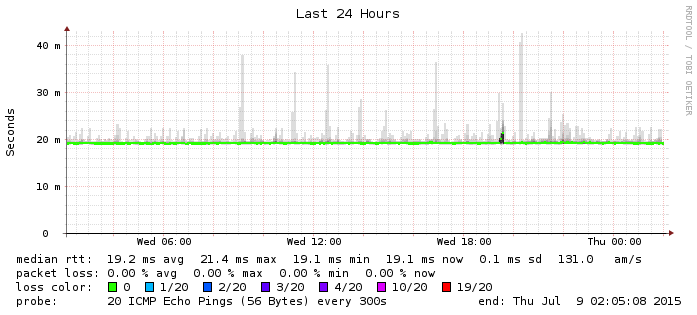 Last 24 Hours
RRDTOOL / TOBI OETIKER
Seconds
40 m
30 m
20 m
10 m
0
Wed 06:00 Wed 12:00 Wed 18:00 Thu 00:00
median rtt: 19.2 ms avg 21.4 ms max 19.1 ms min 19.1 ms now 0.1 ms sd 131.0 am/s
packet loss: 0.00 % avg 0.00 % max 0.00 % min 0.00 % now
loss color: 0 1/20 2/20 3/20 4/20 10/20 19/20
probe: 20 ICMP Echo Pings (56 Bytes) every 300s end: Thu Jul 9 02:05:08 2015